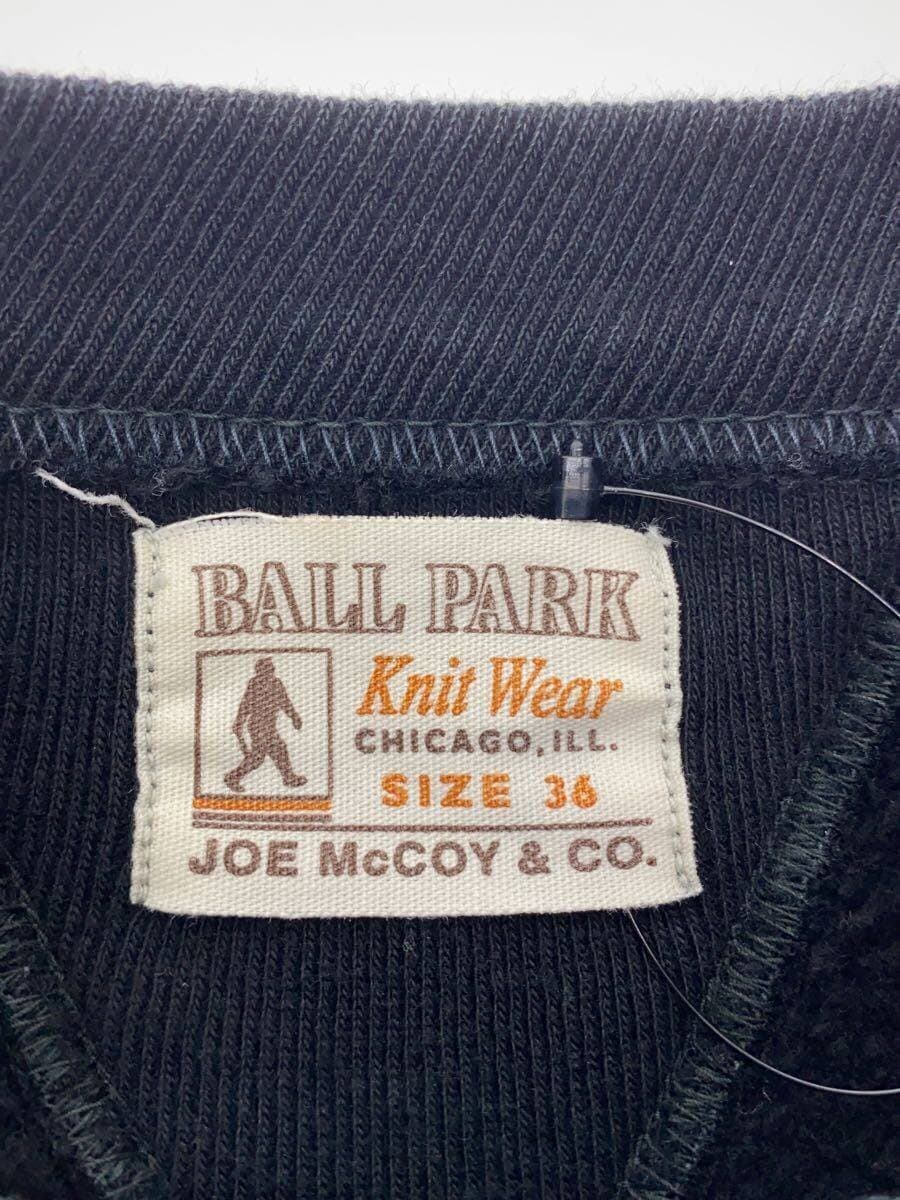 BALL PARK
Knit Wear
CHICAGO, ILL.
SIZE 36
JOE McCOY & CO.